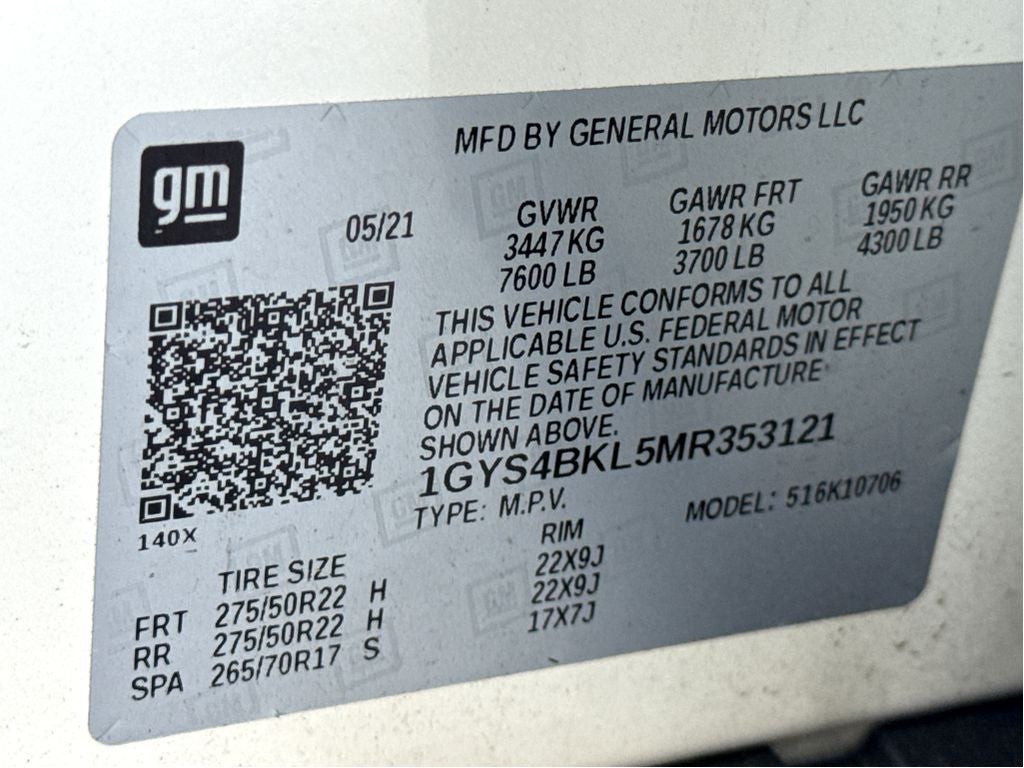 gm
MFD BY GENERAL MOTORS LLC
05/21 GVWR GAWR FRT GAWR RR
3447 KG 1678 KG 1950 KG
7600 LB 3700 LB 4300 LB
THIS VEHICLE CONFORMS TO ALL
APPLICABLE U.S. FEDERAL MOTOR
VEHICLE SAFETY STANDARDS IN EFFECT
ON THE DATE OF MANUFACTURE
SHOWN ABOVE.
1GYS4BKL5MR353121
TYPE: M.P.V. MODEL: 516K10706
140X
TIRE SIZE RIM
FRT 275/50R22 H 22X9J
RR 275/50R22 H 22X9J
SPA 265/70R17 S 17X7J